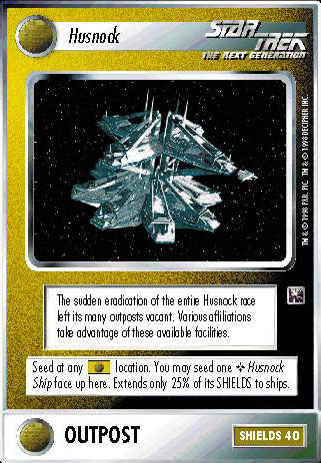 Husnock
STAR TREK
THE NEXT GENERATION
TM & © 1998 PAR. PIC. TM & © 1998 DECIPHER INC.
The sudden eradication of the entire Husnock race
left its many outposts vacant. Various affiliations
take advantage of these available facilities.
Seed at any location. You may seed one Husnock
Ship face up here. Extends only 25% of its SHIELDS to ships.
OUTPOST
SHIELDS 40